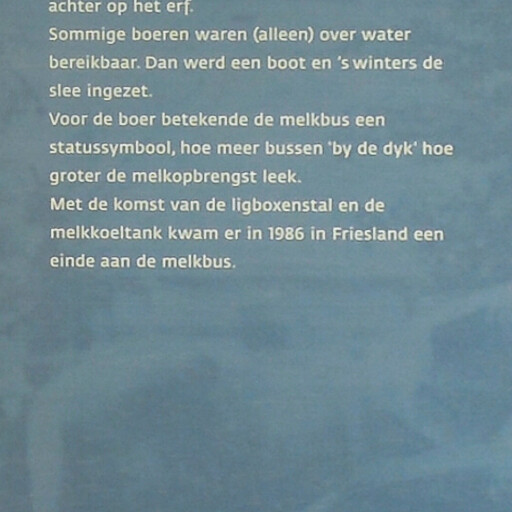 achter op het erf.
Sommige boeren waren (alleen) over water
bereikbaar. Dan werd een boot en 's winters de
slee ingezet.
Voor de boer betekende de melkbus een
statussymbool, hoe meer bussen 'by de dyk' hoe
groter de melkopbrengst leek.
Met de komst van de ligboxenstal en de
melkkoeltank kwam er in 1986 in Friesland een
einde aan de melkbus.